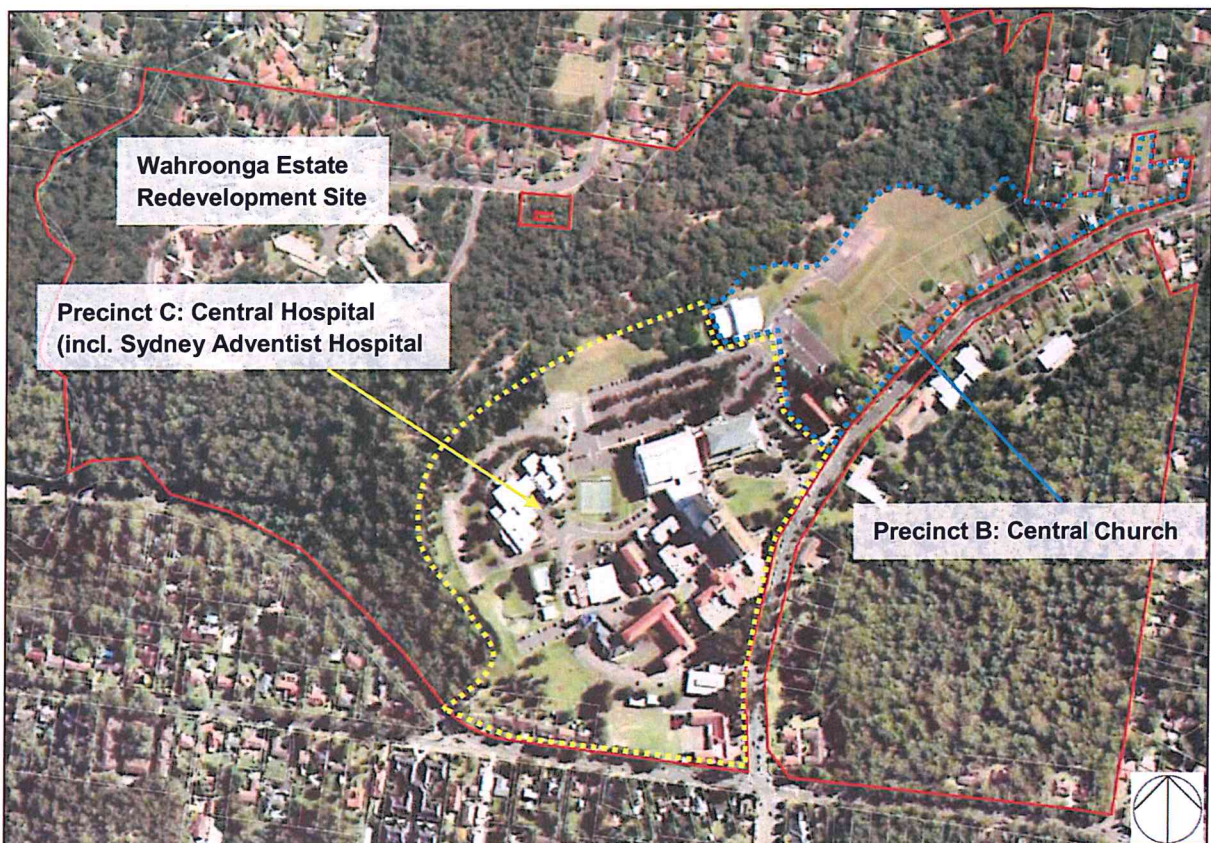 Wahroonga Estate
Redevelopment Site
Precinct C: Central Hospital
(incl. Sydney Adventist Hospital
Precinct B: Central Church